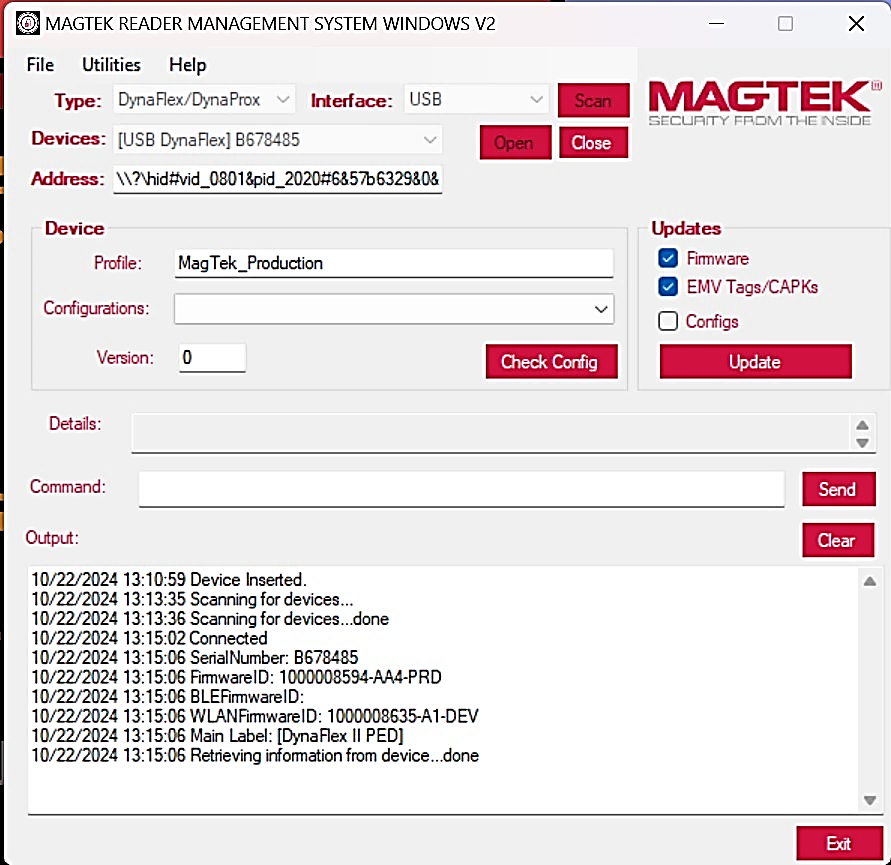 MAGTEK READER MANAGEMENT SYSTEM WINDOWS V2
File Utilities Help
Type: DynaFlex/DynaProx Interface: USB Scan
MAGTEK®
SECURITY FROM THE INSIDE
Devices: [USB DynaFlex] B678485 Open Close
Address: \\?\hid#vid_0801&pid_2020#6&57b6329&0&
Device
Profile: MagTek_Production
Configurations:
Version: 0 Check Config
Updates
Firmware
EMV Tags/CAPKs
Configs
Update
Details:
Command: Send
Output: Clear
10/22/2024 13:10:59 Device Inserted.
10/22/2024 13:13:35 Scanning for devices...
10/22/2024 13:13:36 Scanning for devices...done
10/22/2024 13:15:02 Connected
10/22/2024 13:15:06 SerialNumber: B678485
10/22/2024 13:15:06 FirmwareID: 1000008594-AA4-PRD
10/22/2024 13:15:06 BLEFirmwareID:
10/22/2024 13:15:06 WLANFirmwareID: 1000008635-A1-DEV
10/22/2024 13:15:06 Main Label: [DynaFlex II PED]
10/22/2024 13:15:06 Retrieving information from device...done
Exit